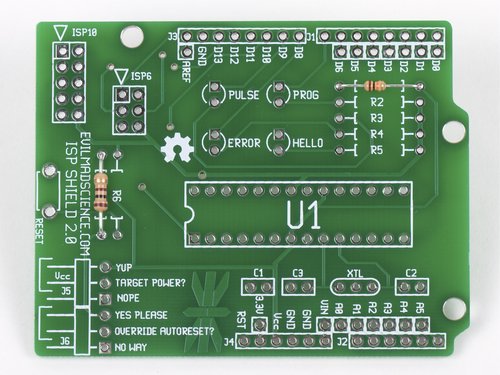 ISP10
ISP6
J3
AREF
GND
D13
D12
D11
D10
D9
D8
J1
D6
D5
D4
D3
D2
D1
D0
PULSE
PROG
ERROR
HELLO
R2
R3
R4
R5
EVILMADSCIENCE.COM
ISP SHIELD 2.0
R6
RESET
U1
Vcc
J5
YUP
TARGET POWER?
NOPE
YES PLEASE
OVERRIDE AUTORESET?
J6
NO WAY
C1
C3
XTL
C2
RST
3.3V
Vcc
GND
GND
VIN
A0
A1
A2
A3
A4
A5
J4
J2